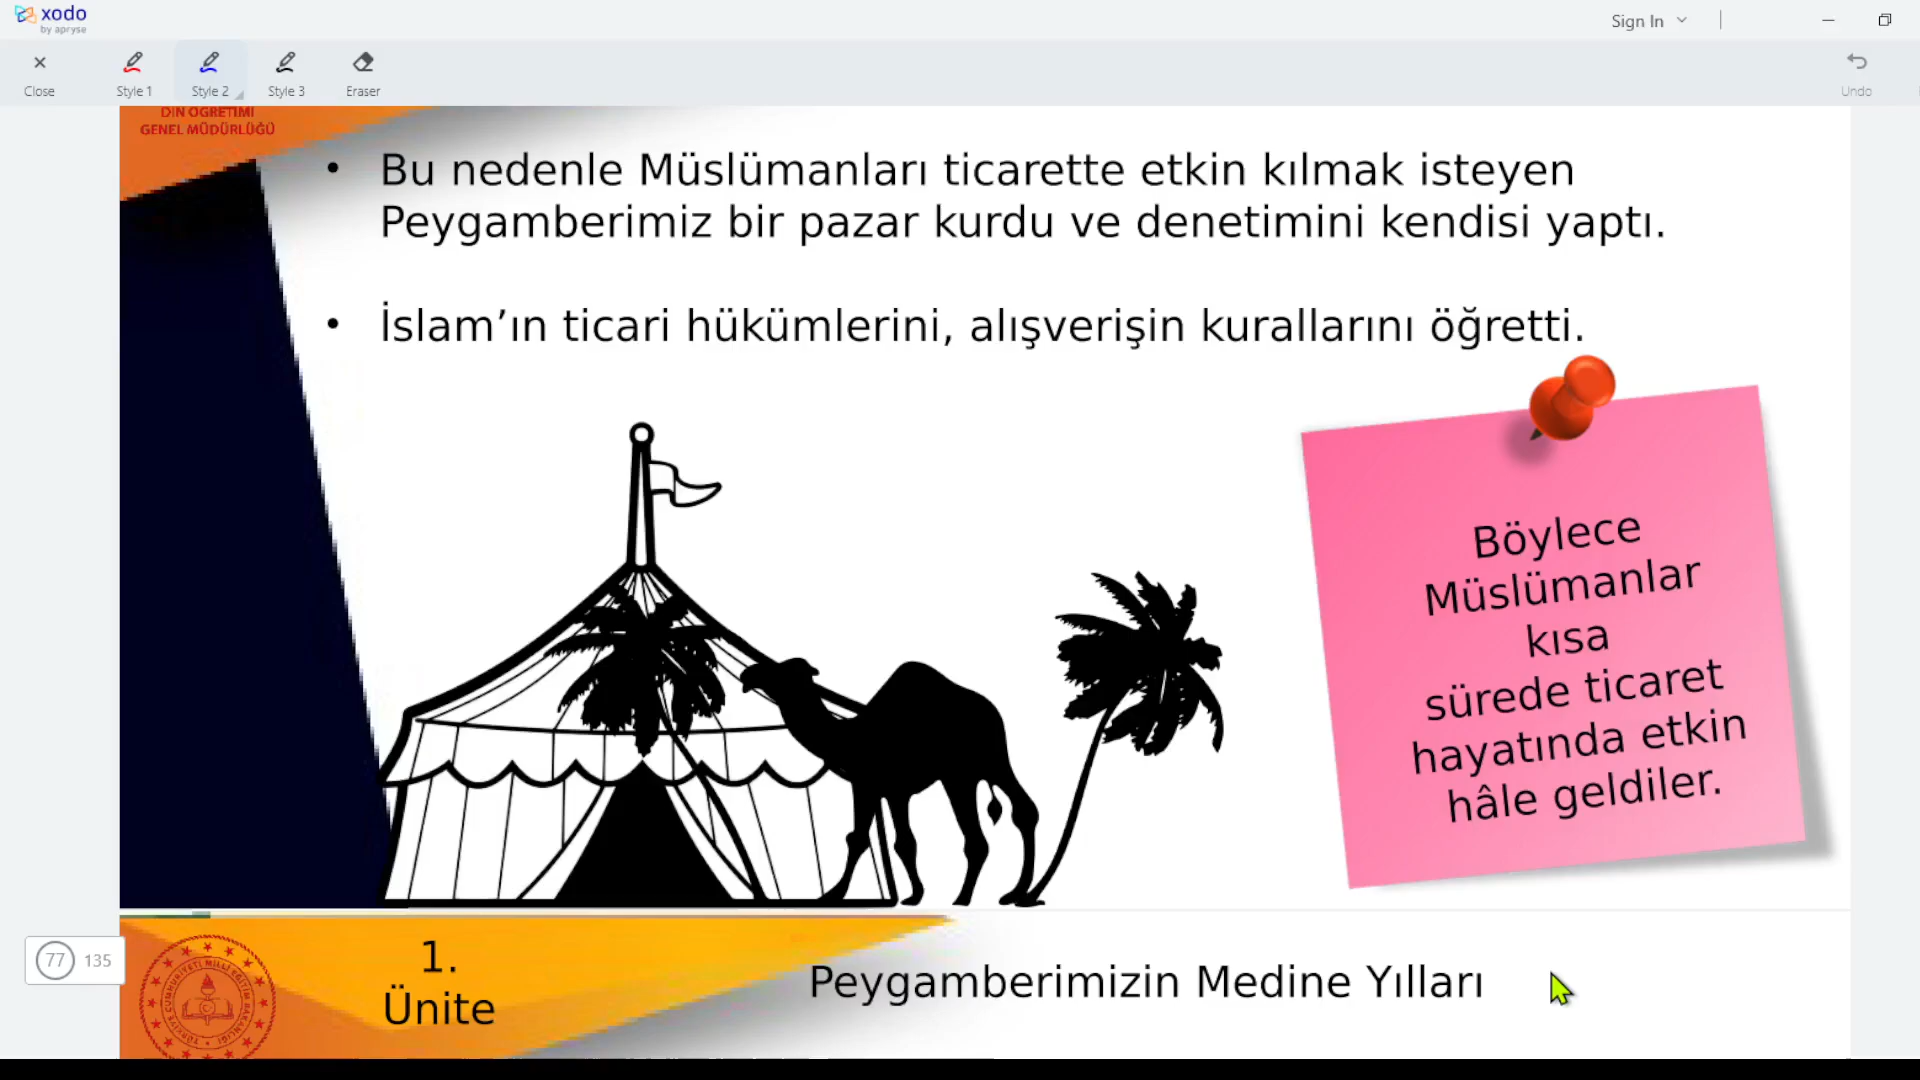 xodo
by apryse
Sign In
Close
Style 1
Style 2
Style 3
Eraser
Undo
DİN ÖĞRETİMİ
GENEL MÜDÜRLÜĞÜ
• Bu nedenle Müslümanları ticarette etkin kılmak isteyen
Peygamberimiz bir pazar kurdu ve denetimini kendisi yaptı.
• İslam’ın ticari hükümlerini, alışverişin kurallarını öğretti.
Böylece
Müslümanlar
kısa
sürede ticaret
hayatında etkin
hâle geldiler.
77 135
1.
Ünite
Peygamberimizin Medine Yılları